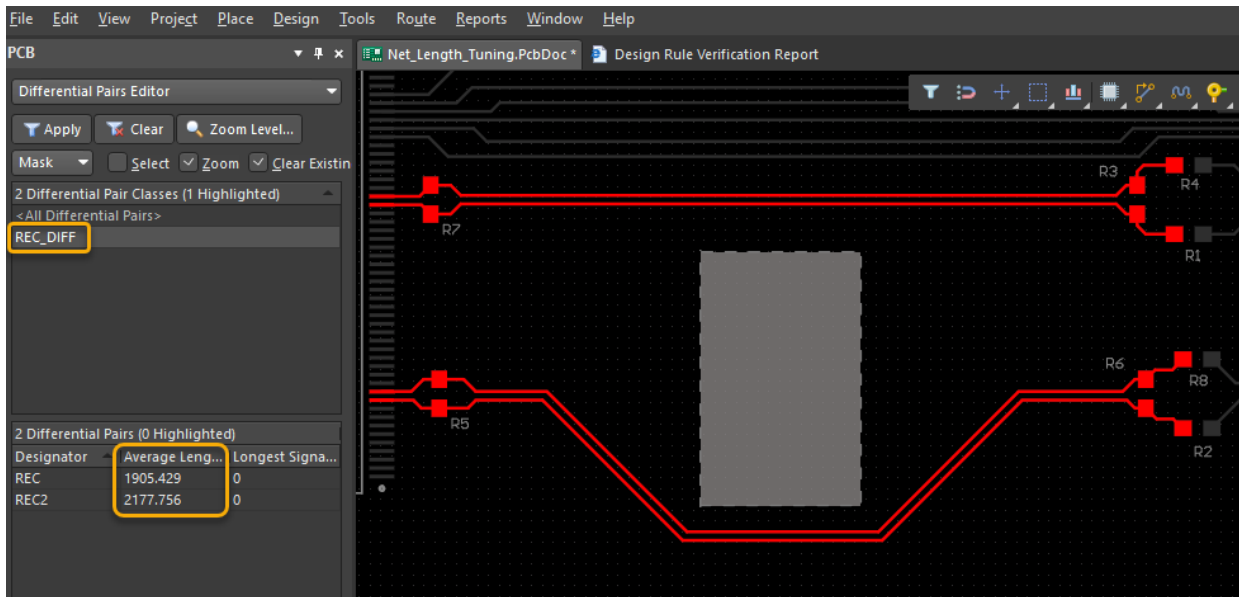 File Edit View Project Place Design Tools Route Reports Window Help
PCB
Net_Length_Tuning.PcbDoc * Design Rule Verification Report
Differential Pairs Editor
Apply Clear Zoom Level...
Mask Select Zoom Clear Existin
2 Differential Pair Classes (1 Highlighted)
<All Differential Pairs>
REC_DIFF
R3
R4
R7
R1
R6
R8
R5
R2
2 Differential Pairs (0 Highlighted)
Designator Average Leng... Longest Signa...
REC 1905.429 0
REC2 2177.756 0